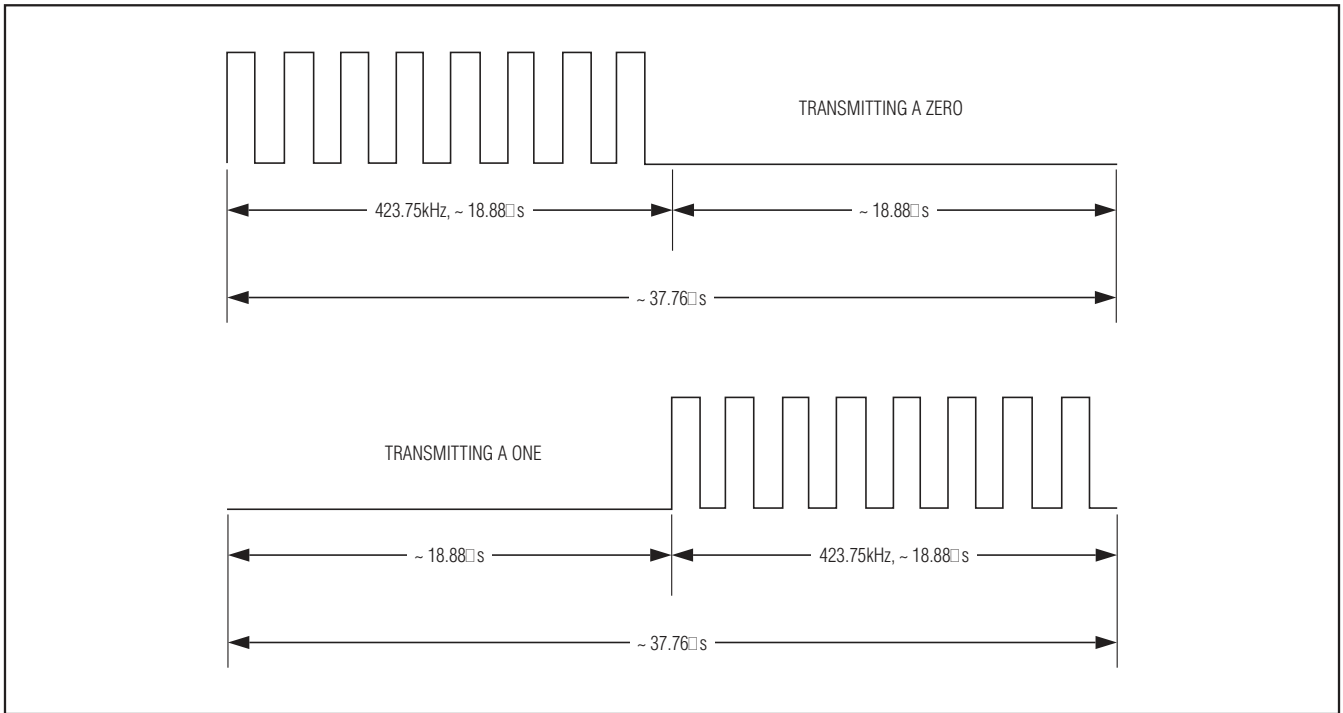 TRANSMITTING A ZERO
423.75kHz, ~ 18.88□s
~ 18.88□s
~ 37.76□s
TRANSMITTING A ONE
~ 18.88□s
423.75kHz, ~ 18.88□s
~ 37.76□s